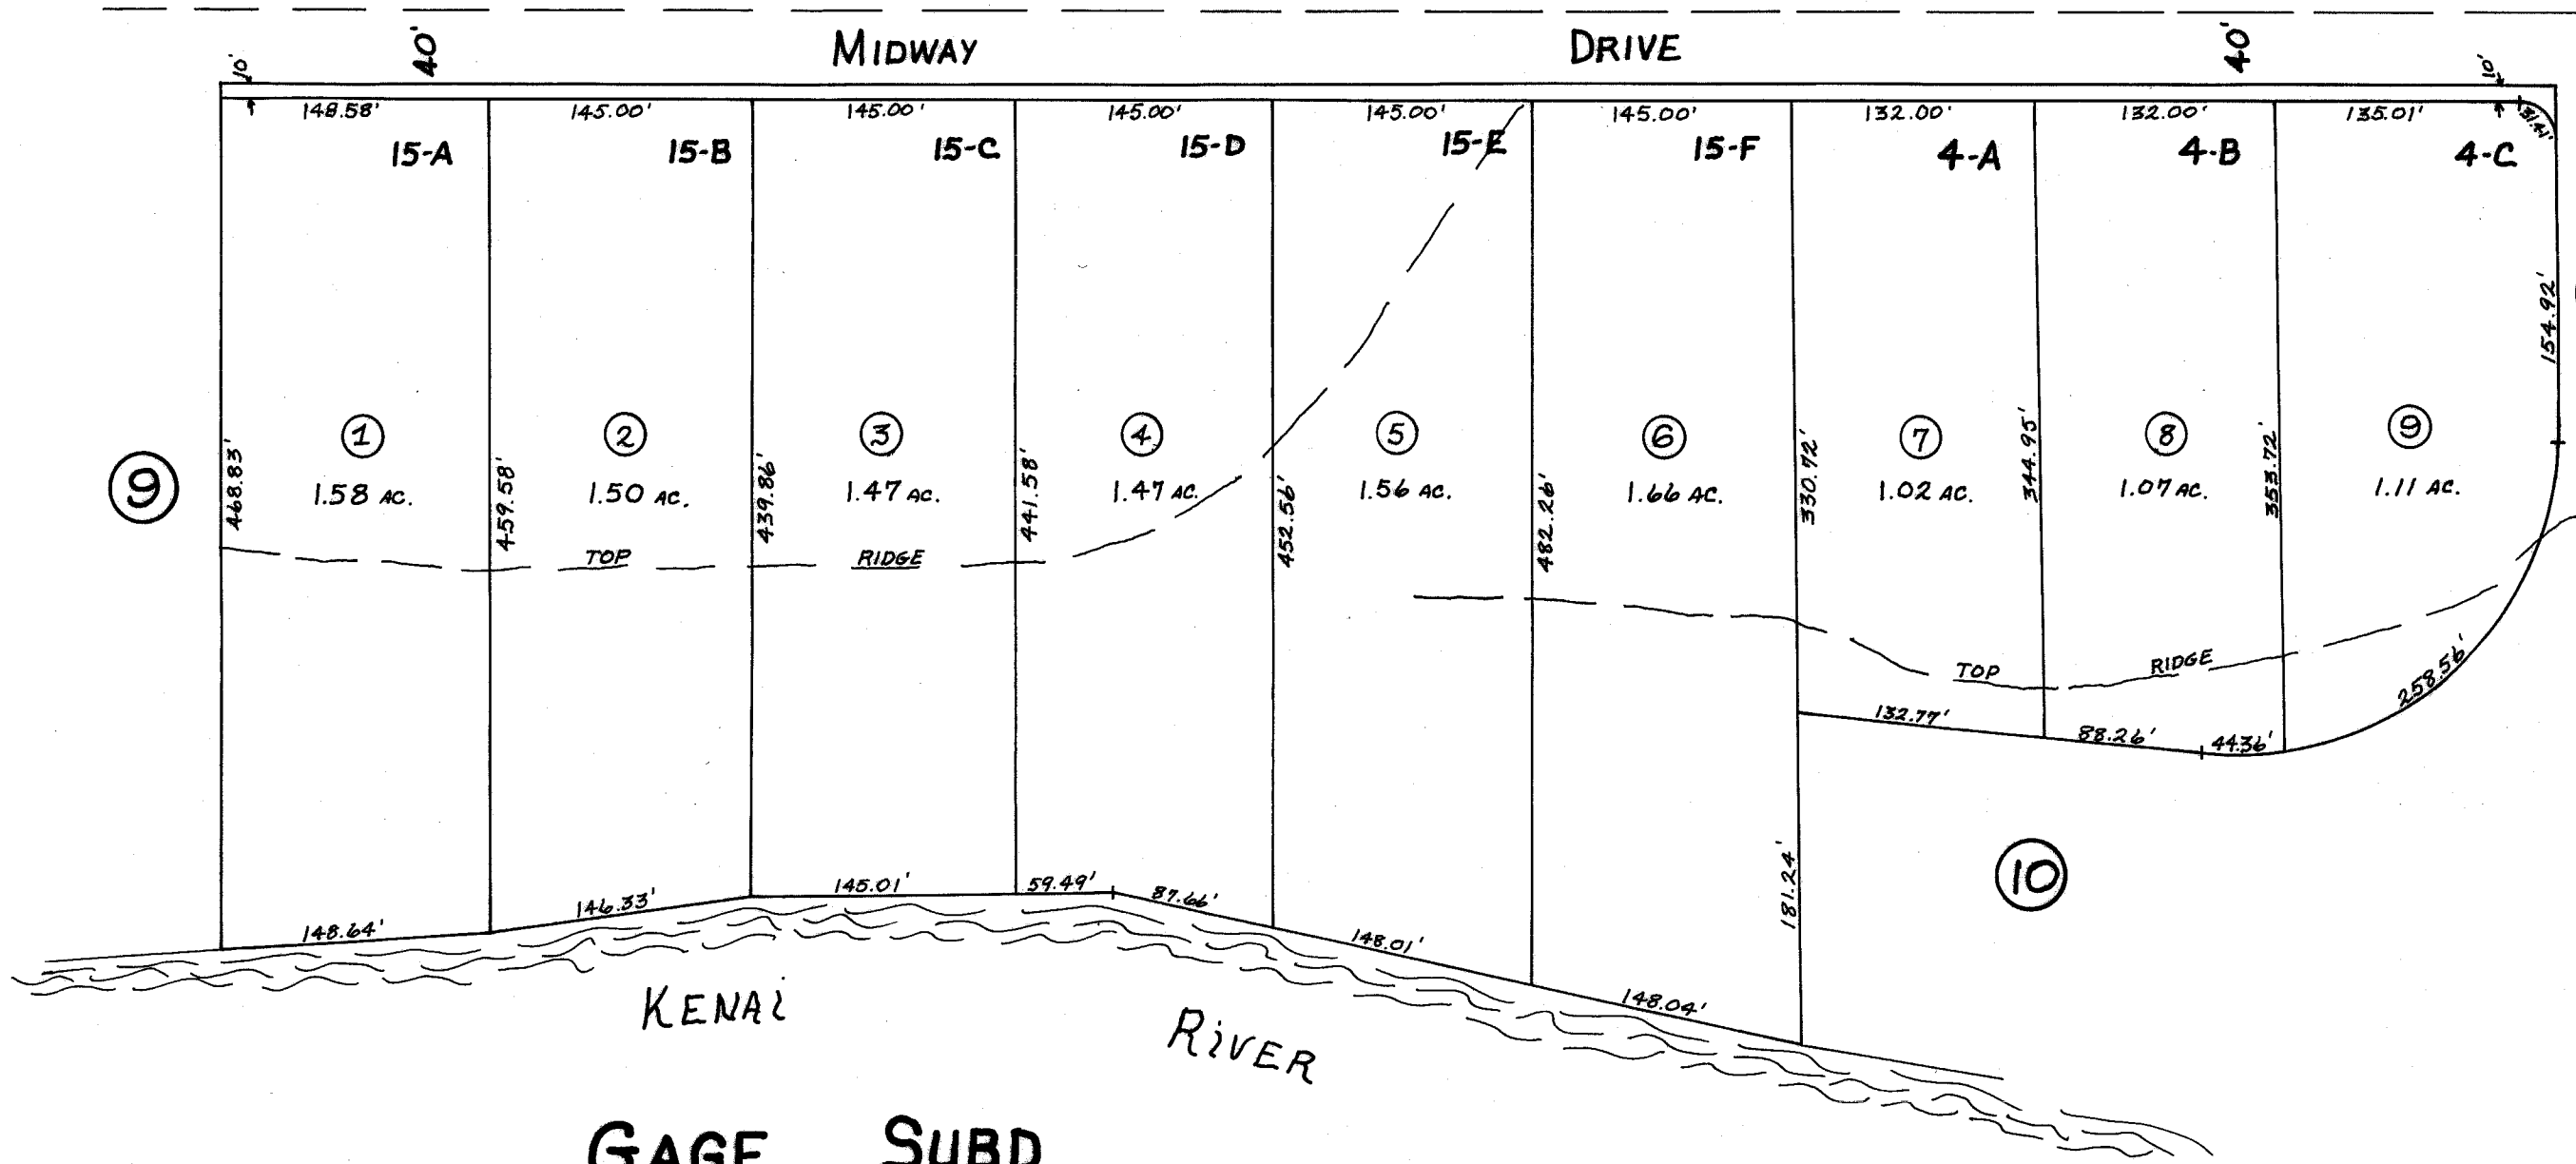 MIDWAY DRIVE
10' 40' 40' 10'
148.58' 145.00' 145.00' 145.00' 145.00' 145.00' 132.00' 132.00' 135.01' 31.41'
15-A 15-B 15-C 15-D 15-E 15-F 4-A 4-B 4-C
154.92'
1 2 3 4 5 6 7 8 9
9
1.58 AC. 1.50 AC. 1.47 AC. 1.47 AC. 1.56 AC. 1.66 AC. 1.02 AC. 1.07 AC. 1.11 AC.
468.83' 459.58' 439.86' 441.58' 452.56' 482.26' 330.72' 344.95' 353.72'
TOP RIDGE
TOP RIDGE
258.56'
132.77' 88.26' 44.36'
181.24'
10
148.64' 146.33' 145.01' 59.49' 87.66' 148.01' 148.04'
KENAi RiVER
GAGE SUBD